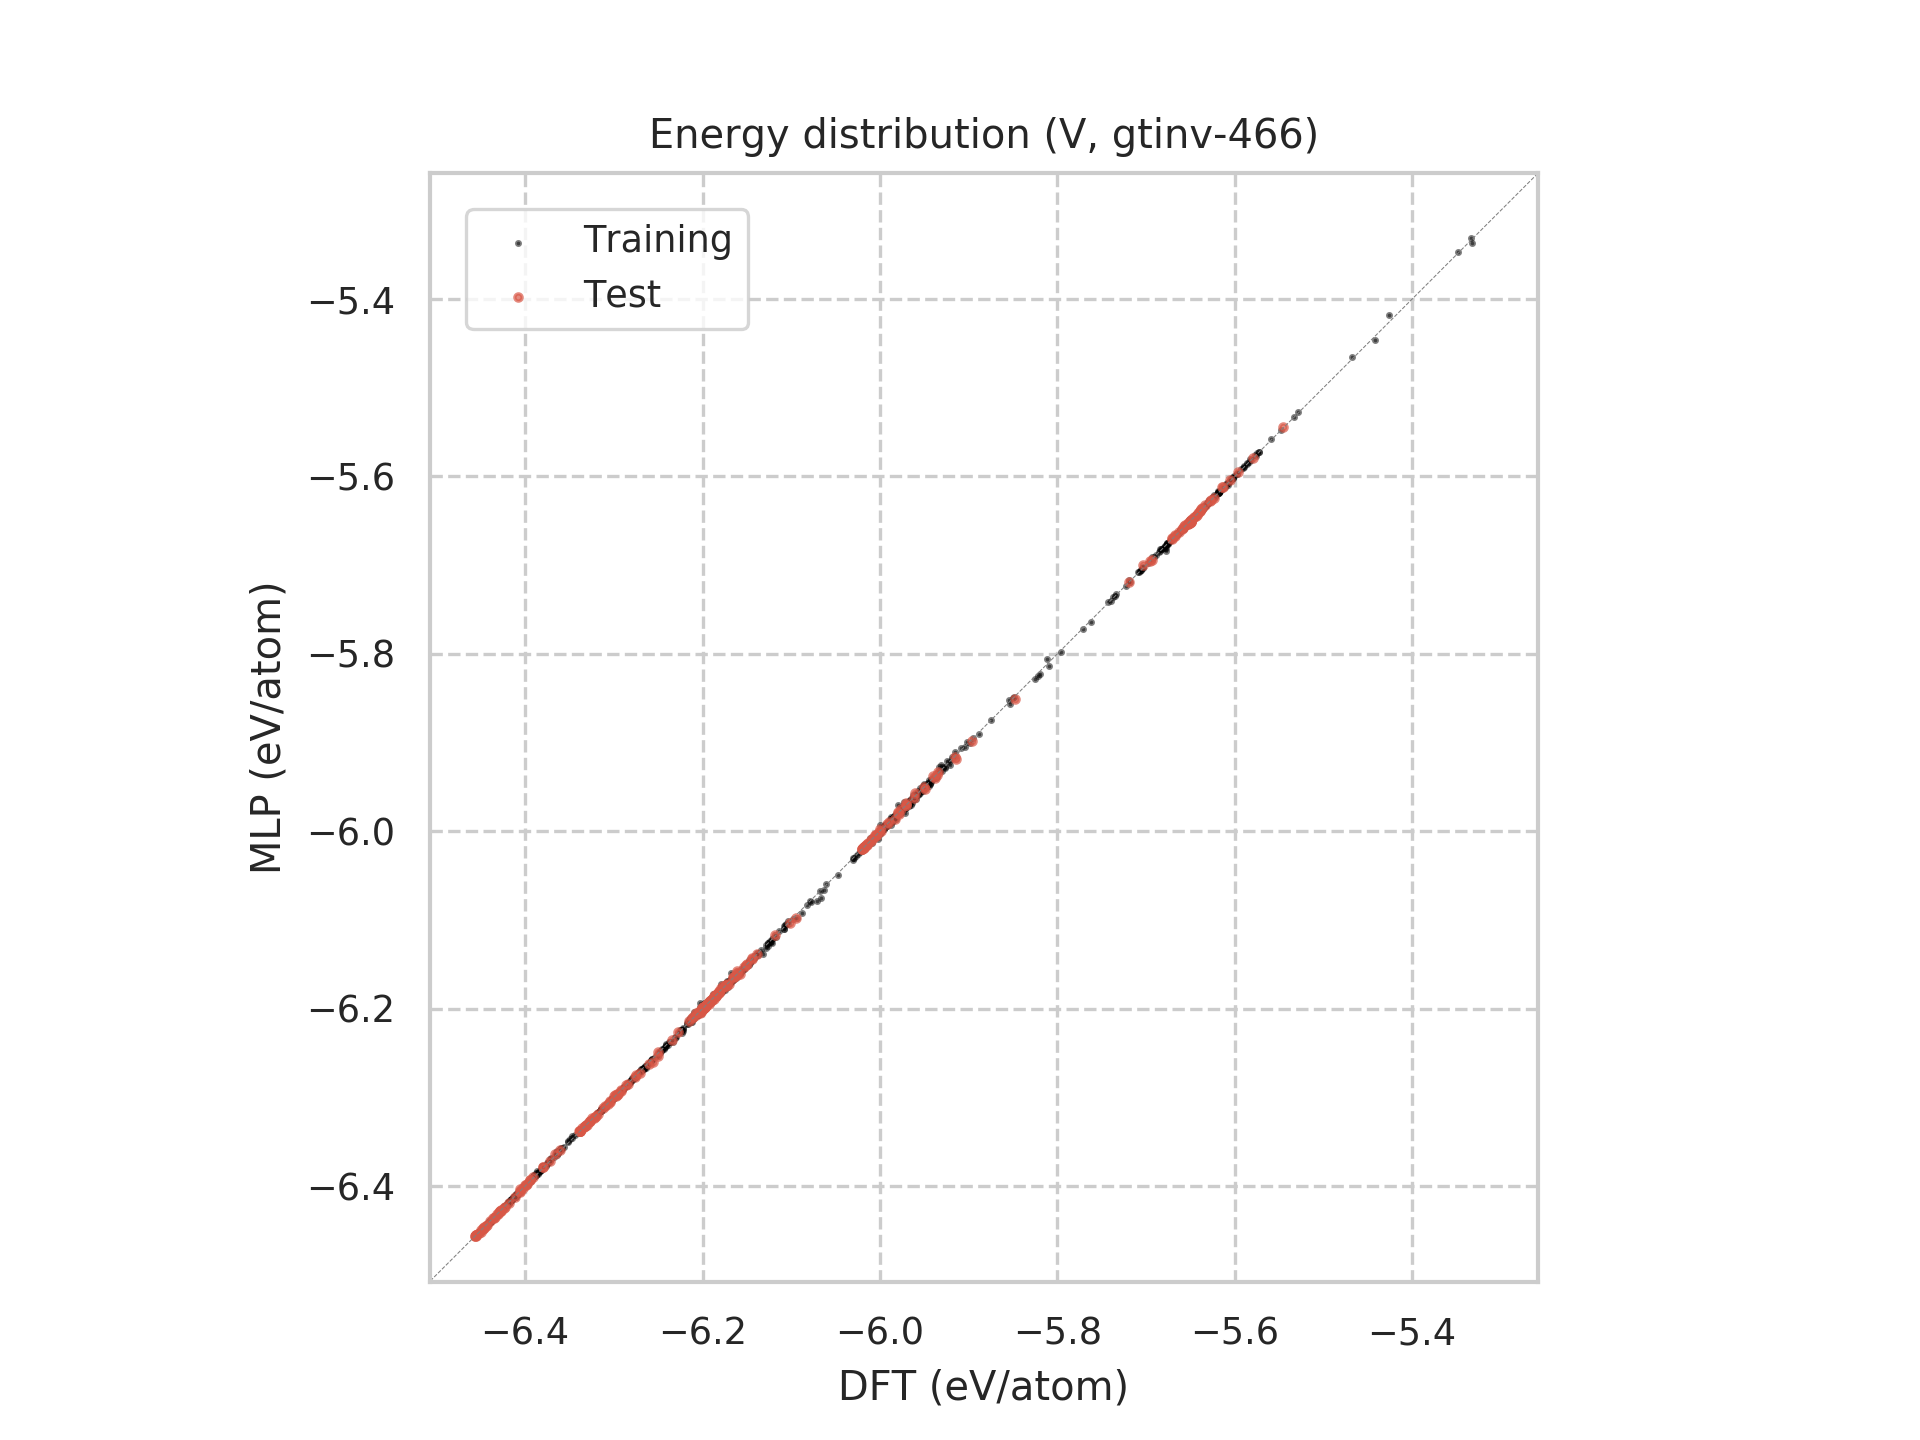 Energy distribution (V, gtinv-466)
Training
Test
MLP (eV/atom)
−5.4
−5.6
−5.8
−6.0
−6.2
−6.4
−6.4
−6.2
−6.0
−5.8
−5.6
−5.4
DFT (eV/atom)